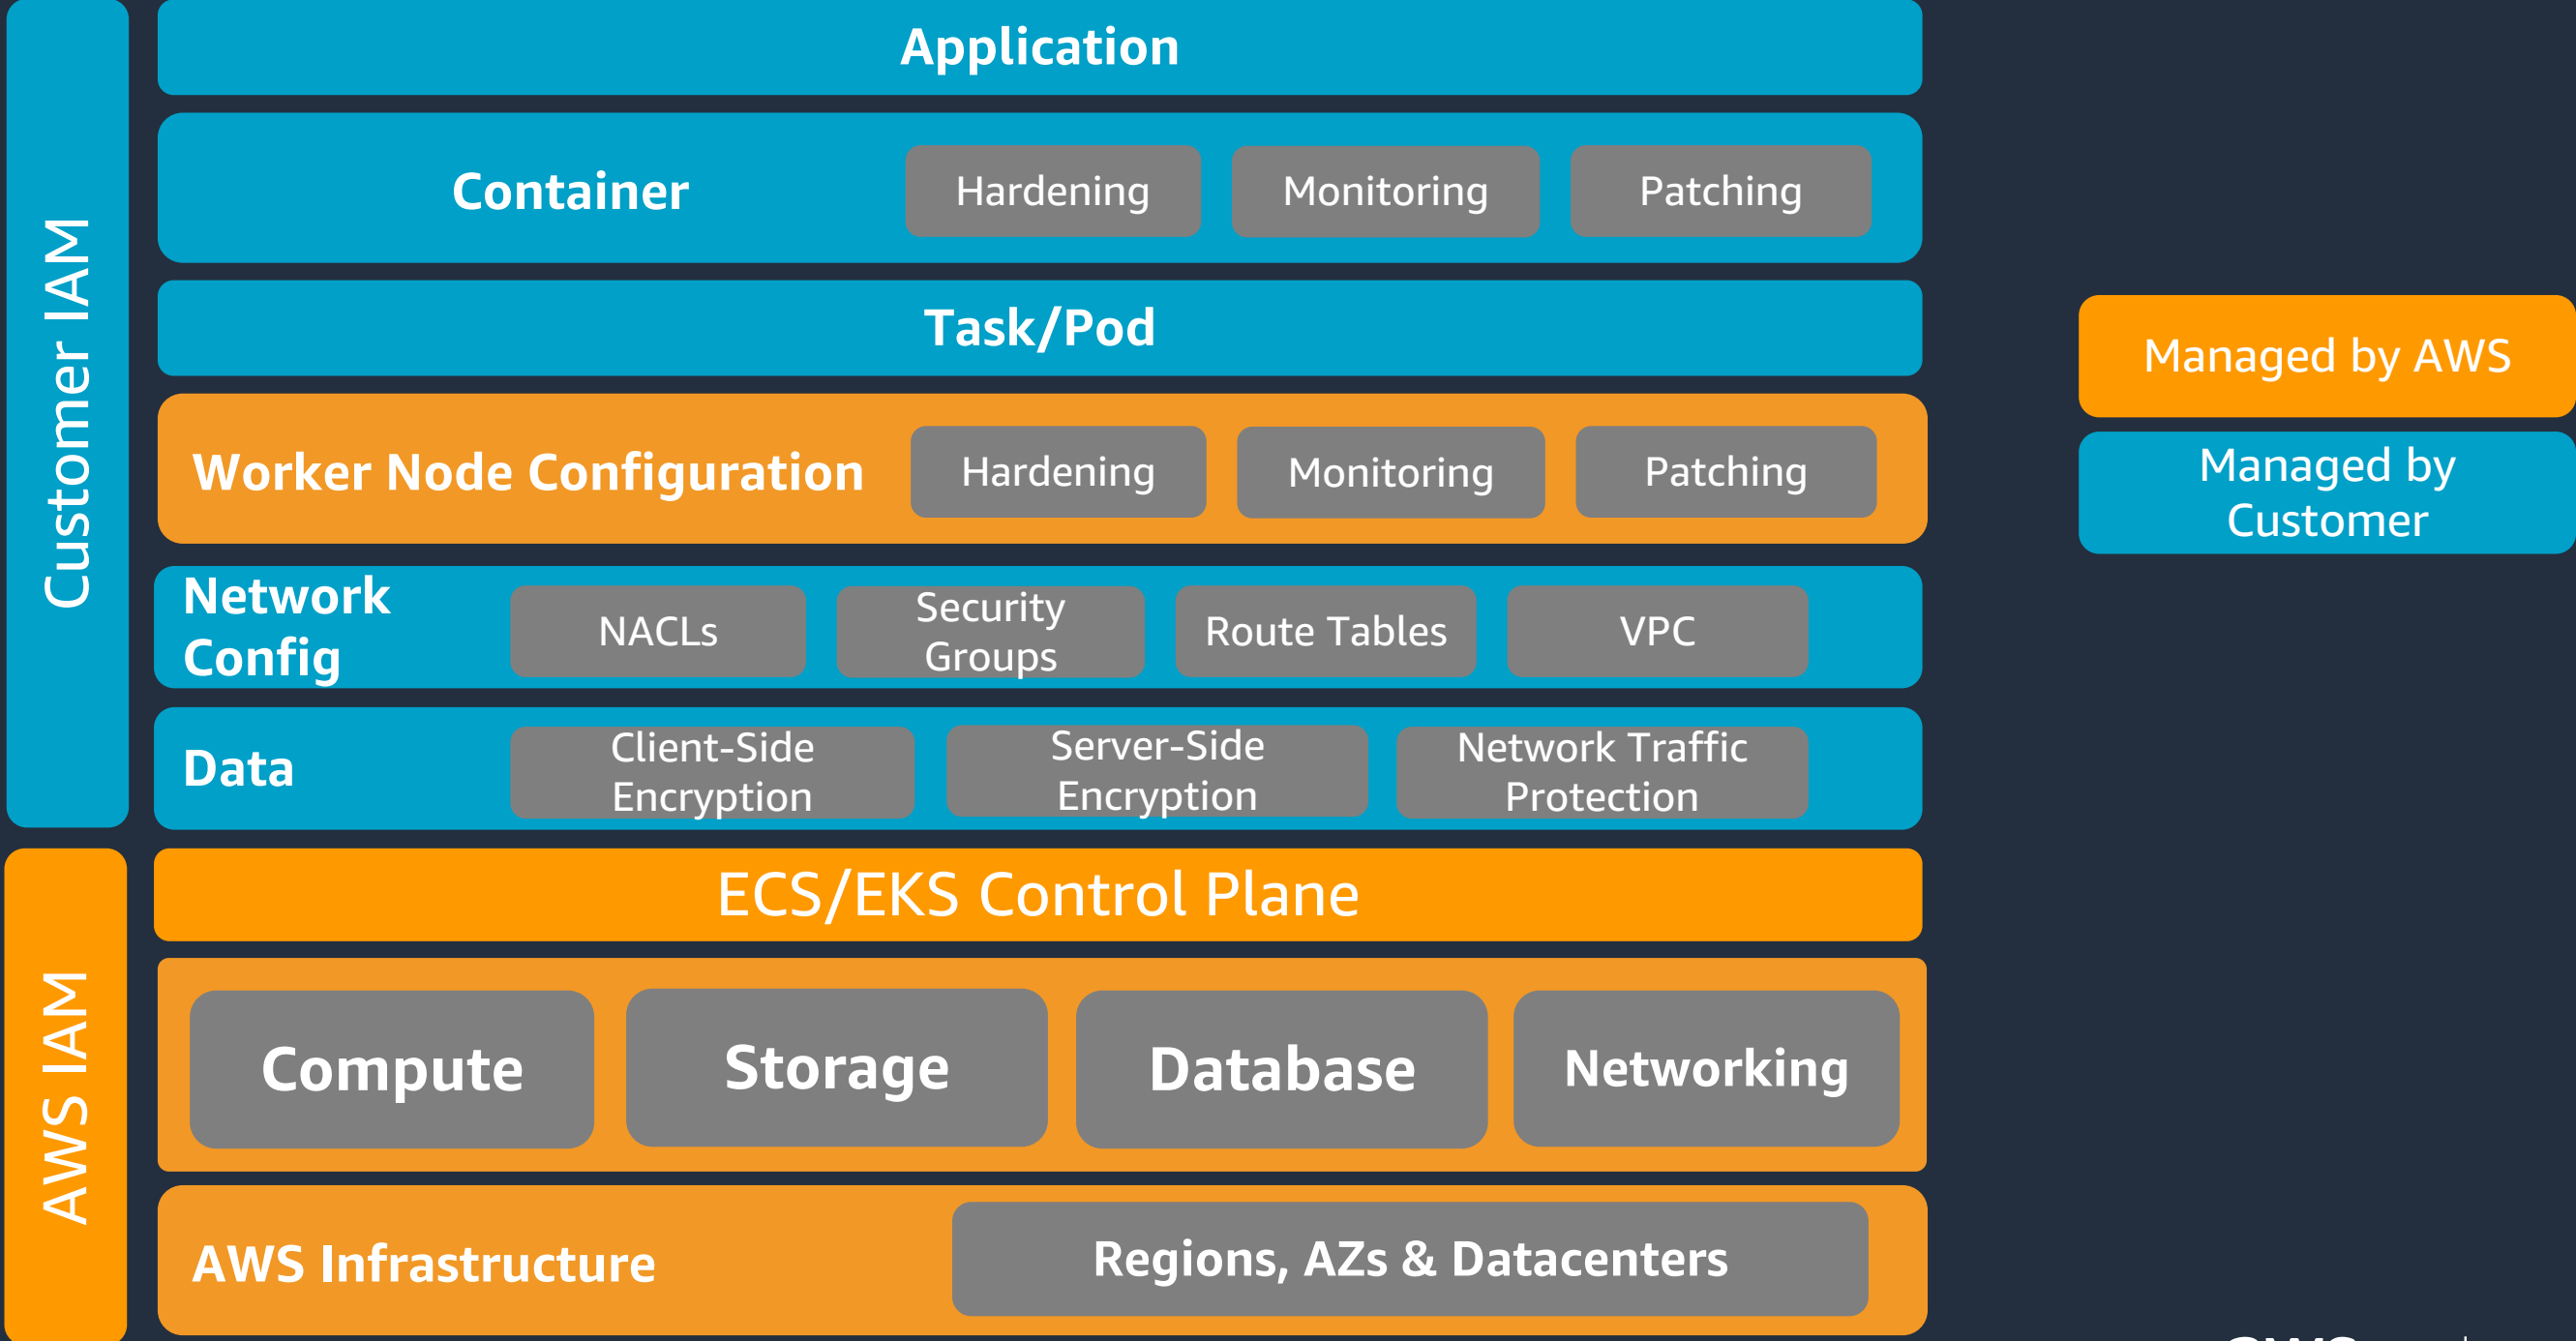 Customer IAM
Application
Container
Hardening
Monitoring
Patching
Task/Pod
Worker Node Configuration
Hardening
Monitoring
Patching
Network
Config
NACLs
Security
Groups
Route Tables
VPC
Data
Client-Side
Encryption
Server-Side
Encryption
Network Traffic
Protection
AWS IAM
ECS/EKS Control Plane
Compute
Storage
Database
Networking
AWS Infrastructure
Regions, AZs & Datacenters
Managed by AWS
Managed by
Customer